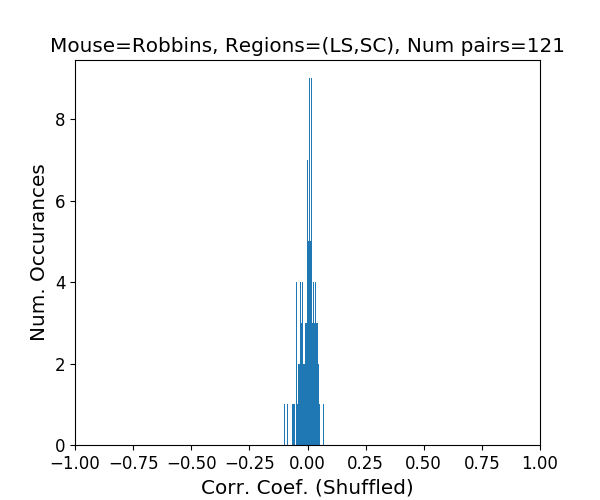 Mouse=Robbins, Regions=(LS,SC), Num pairs=121
8
6
4
2
0
Num. Occurances
−1.00 −0.75 −0.50 −0.25 0.00 0.25 0.50 0.75 1.00
Corr. Coef. (Shuffled)